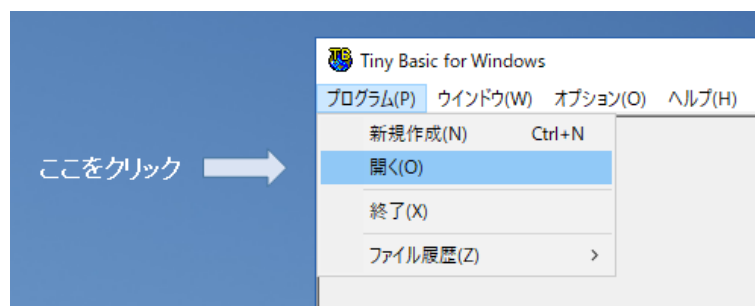 Tiny Basic for Windows
プログラム(P) ウインドウ(W) オプション(O) ヘルプ(H)
新規作成(N) Ctrl+N
ここをクリック 開く(O)
終了(X)
ファイル履歴(Z) >